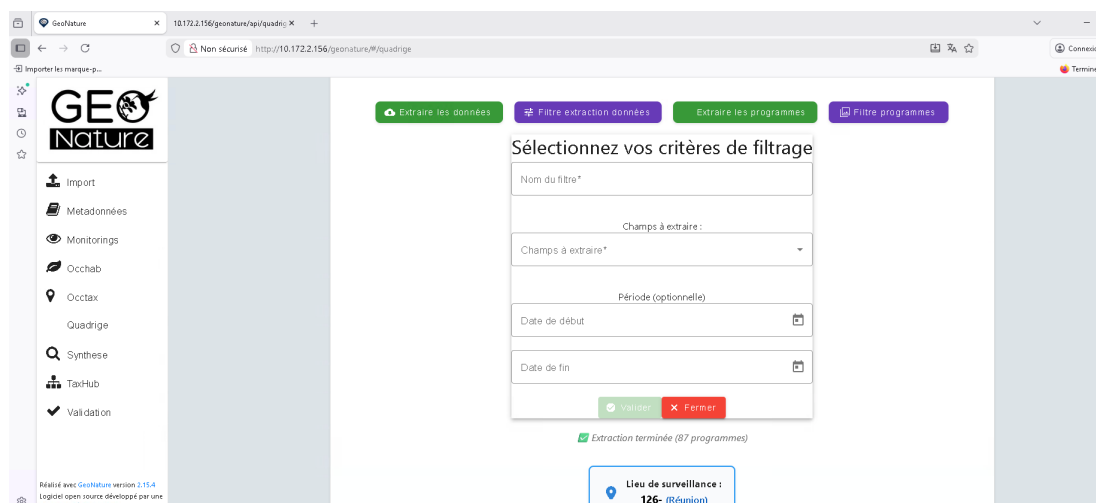 GeoNature
10.172.2.156/geonature/api/quadrig
Non sécurisé http://10.172.2.156/geonature/#/quadrige
Connexio
Importer les marque-p...
Termine
GEO
Nature
Import
Metadonnées
Monitorings
Occhab
Occtax
Quadrige
Synthese
TaxHub
Validation
Réalisé avec GeoNature version 2.15.4
Logiciel open source développé par une
Extraire les données
Filtre extraction données
Extraire les programmes
Filtre programmes
Sélectionnez vos critères de filtrage
Nom du filtre*
Champs à extraire :
Champs à extraire*
Période (optionnelle)
Date de début
Date de fin
Valider
Fermer
Extraction terminée (87 programmes)
Lieu de surveillance :
126- (Réunion)